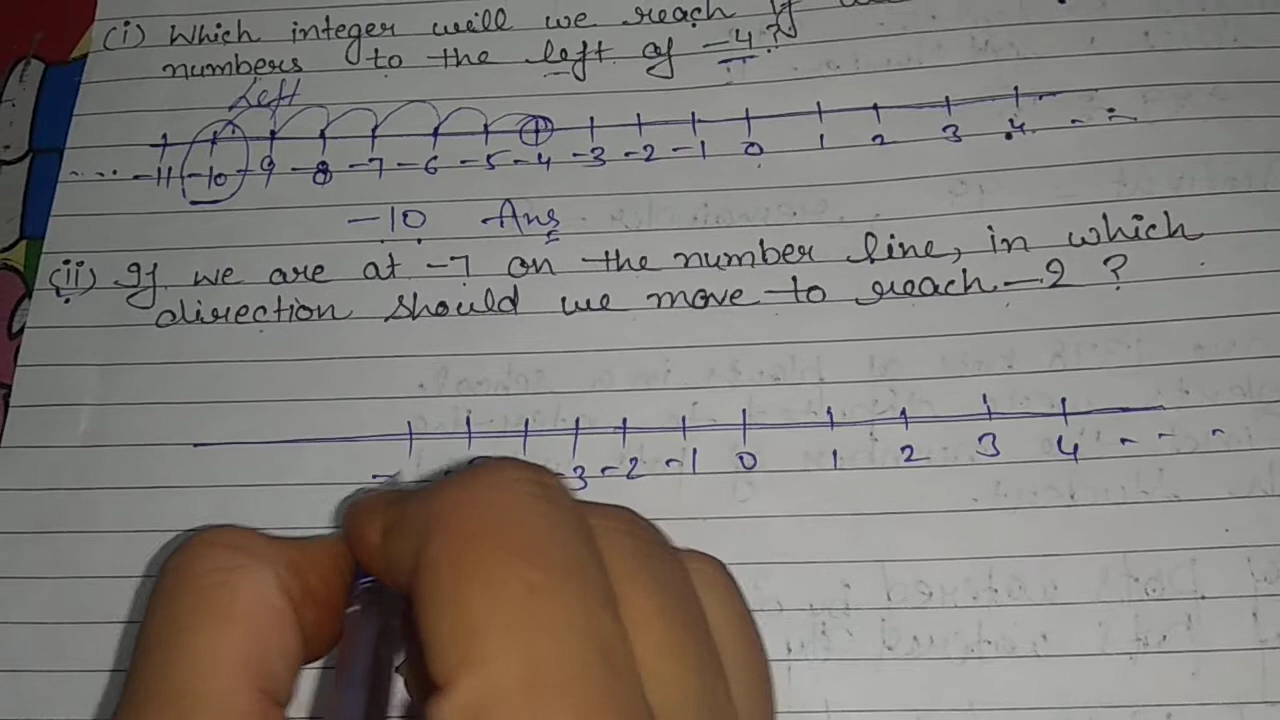 (i) Which integer will we reach if
numbers to the left of -4?
Left
.... -11 -10 -9 -8 -7 -6 -5 -4 -3 -2 -1 0 1 2 3 4 - -
-10 Ans
(ii) If we are at -7 on the number line, in which
direction should we move to reach -2 ?
-3 -2 -1 0 1 2 3 4 - - -